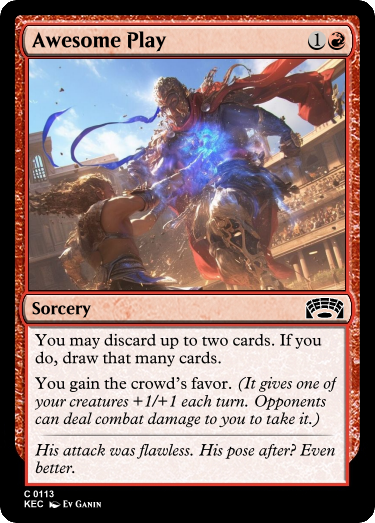 Awesome Play 1
Sorcery
You may discard up to two cards. If you
do, draw that many cards.
You gain the crowd's favor. (It gives one of
your creatures +1/+1 each turn. Opponents
can deal combat damage to you to take it.)
His attack was flawless. His pose after? Even
better.
C 0113
KEC Ev Ganin